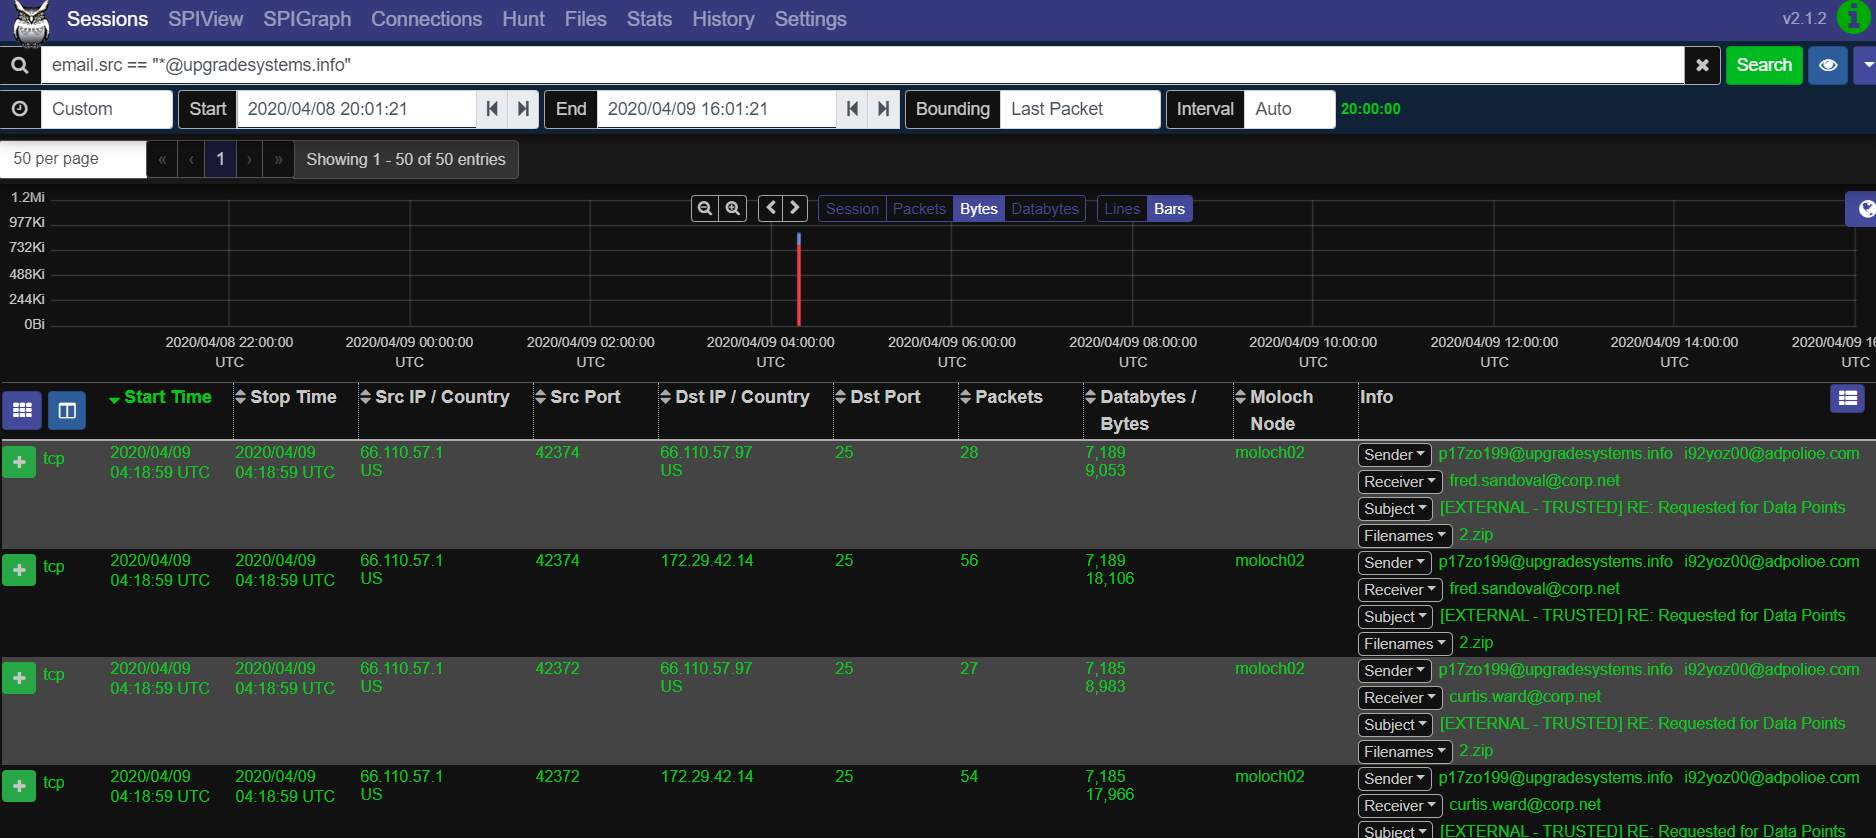 Sessions SPIView SPIGraph Connections Hunt Files Stats History Settings v2.1.2
email.src == "*@upgradesystems.info" Search
Custom Start 2020/04/08 20:01:21 End 2020/04/09 16:01:21 Bounding Last Packet Interval Auto 20:00:00
50 per page « ‹ 1 › » Showing 1 - 50 of 50 entries
Session Packets Bytes Databytes Lines Bars
1.2Mi
977Ki
732Ki
488Ki
244Ki
0Bi
2020/04/08 22:00:00 2020/04/09 00:00:00 2020/04/09 02:00:00 2020/04/09 04:00:00 2020/04/09 06:00:00 2020/04/09 08:00:00 2020/04/09 10:00:00 2020/04/09 12:00:00 2020/04/09 14:00:00 2020/04/09 16
UTC UTC UTC UTC UTC UTC UTC UTC UTC UTC
Start Time Stop Time Src IP / Country Src Port Dst IP / Country Dst Port Packets Databytes / Moloch Info
Bytes Node
tcp 2020/04/09 2020/04/09 66.110.57.1 42374 66.110.57.97 25 28 7,189 moloch02 Sender p17zo199@upgradesystems.info i92yoz00@adpolioe.com
04:18:59 UTC 04:18:59 UTC US US 9,053
Receiver fred.sandoval@corp.net
Subject [EXTERNAL - TRUSTED] RE: Requested for Data Points
Filenames 2.zip
tcp 2020/04/09 2020/04/09 66.110.57.1 42374 172.29.42.14 25 56 7,189 moloch02 Sender p17zo199@upgradesystems.info i92yoz00@adpolioe.com
04:18:59 UTC 04:18:59 UTC US 18,106
Receiver fred.sandoval@corp.net
Subject [EXTERNAL - TRUSTED] RE: Requested for Data Points
Filenames 2.zip
tcp 2020/04/09 2020/04/09 66.110.57.1 42372 66.110.57.97 25 27 7,185 moloch02 Sender p17zo199@upgradesystems.info i92yoz00@adpolioe.com
04:18:59 UTC 04:18:59 UTC US US 8,983
Receiver curtis.ward@corp.net
Subject [EXTERNAL - TRUSTED] RE: Requested for Data Points
Filenames 2.zip
tcp 2020/04/09 2020/04/09 66.110.57.1 42372 172.29.42.14 25 54 7,185 moloch02 Sender p17zo199@upgradesystems.info i92yoz00@adpolioe.com
04:18:59 UTC 04:18:59 UTC US 17,966
Receiver curtis.ward@corp.net
Subject [EXTERNAL - TRUSTED] RE: Requested for Data Points